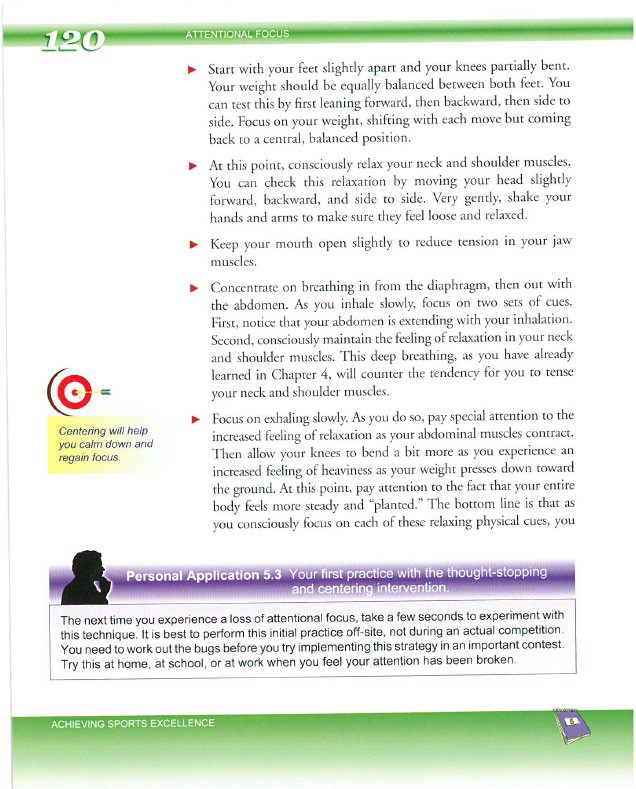 120
ATTENTIONAL FOCUS
► Start with your feet slightly apart and your knees partially bent.
Your weight should be equally balanced between both feet. You
can test this by first leaning forward, then backward, then side to
side. Focus on your weight, shifting with each move but coming
back to a central, balanced position.
► At this point, consciously relax your neck and shoulder muscles.
You can check this relaxation by moving your head slightly
forward, backward, and side to side. Very gently, shake your
hands and arms to make sure they feel loose and relaxed.
► Keep your mouth open slightly to reduce tension in your jaw
muscles.
► Concentrate on breathing in from the diaphragm, then out with
the abdomen. As you inhale slowly, focus on two sets of cues.
First, notice that your abdomen is extending with your inhalation.
Second, consciously maintain the feeling of relaxation in your neck
and shoulder muscles. This deep breathing, as you have already
learned in Chapter 4, will counter the tendency for you to tense
your neck and shoulder muscles.
► Focus on exhaling slowly. As you do so, pay special attention to the
increased feeling of relaxation as your abdominal muscles contract.
Then allow your knees to bend a bit more as you experience an
increased feeling of heaviness as your weight presses down toward
the ground. At this point, pay attention to the fact that your entire
body feels more steady and “planted.” The bottom line is that as
you consciously focus on each of these relaxing physical cues, you
Centering will help
you calm down and
regain focus.
Personal Application 5.3 Your first practice with the thought-stopping
and centering intervention.
The next time you experience a loss of attentional focus, take a few seconds to experiment with
this technique. It is best to perform this initial practice off-site, not during an actual competition.
You need to work out the bugs before you try implementing this strategy in an important contest.
Try this at home, at school, or at work when you feel your attention has been broken.
ACHIEVING SPORTS EXCELLENCE